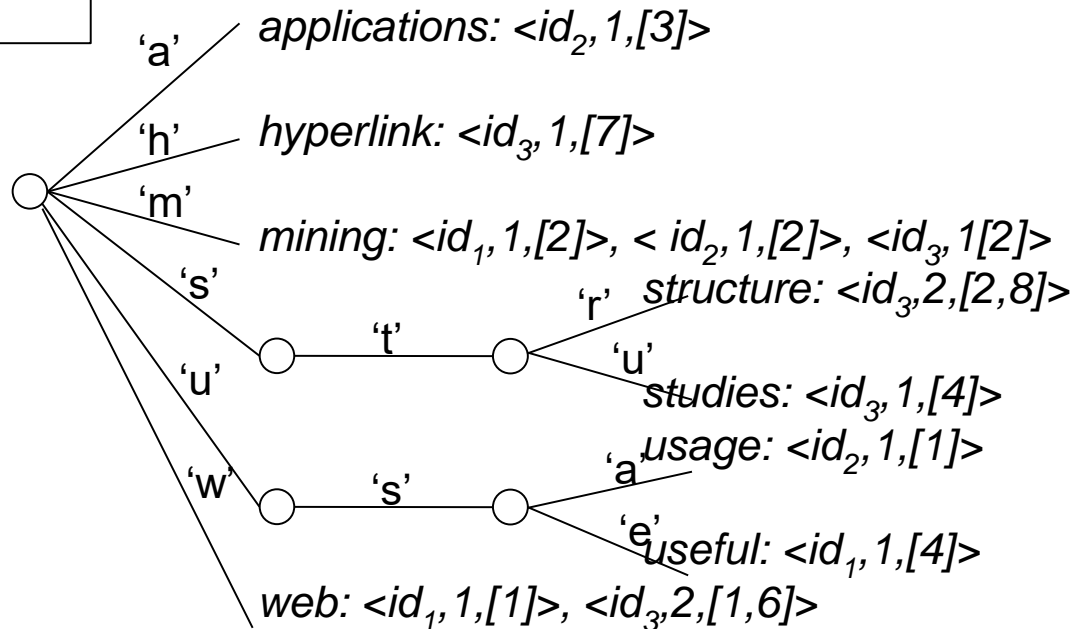 ‘a’ applications: <id₂,1,[3]>
‘h’ hyperlink: <id₃,1,[7]>
‘m’ mining: <id₁,1,[2]>, < id₂,1,[2]>, <id₃,1[2]>
‘s’ ‘t’ ‘r’ structure: <id₃,2,[2,8]>
‘u’ studies: <id₃,1,[4]>
‘u’ ‘s’ ‘a’ usage: <id₂,1,[1]>
‘e’ useful: <id₁,1,[4]>
‘w’ web: <id₁,1,[1]>, <id₃,2,[1,6]>